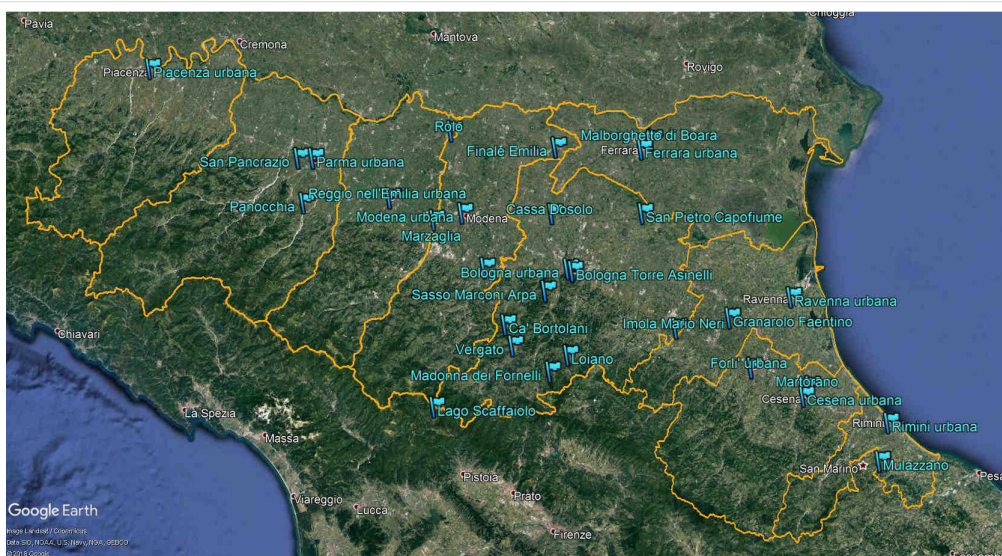 Pavia
Cremona
Mantova
Chioggia
Rovigo
Piacenza
Piacenza urbana
Rolo
Malborghetto di Boara
Finale Emilia
Ferrara
Ferrara urbana
San Pancrazio
Parma urbana
Reggio nell'Emilia urbana
Panocchia
Modena urbana
Modena
Cassa Dosolo
San Pietro Capofiume
Marzaglia
Bologna urbana
Bologna Torre Asinelli
Sasso Marconi Arpa
Ravenna
Ravenna urbana
Ca' Bortolani
Imola Mario Neri
Granarolo Faentino
Chiavari
Vergato
Loiano
Forli' urbana
Madonna dei Fornelli
Martorano
Cesena
Cesena urbana
La Spezia
Lago Scaffaiolo
Rimini
Rimini urbana
Massa
San Marino
Mulazzano
Pistoia
Pesa
Viareggio
Prato
Lucca
Google Earth
Firenze
Image Landsat / Copernicus
Data SIO, NOAA, U.S. Navy, NGA, GEBCO
© 2018 Google